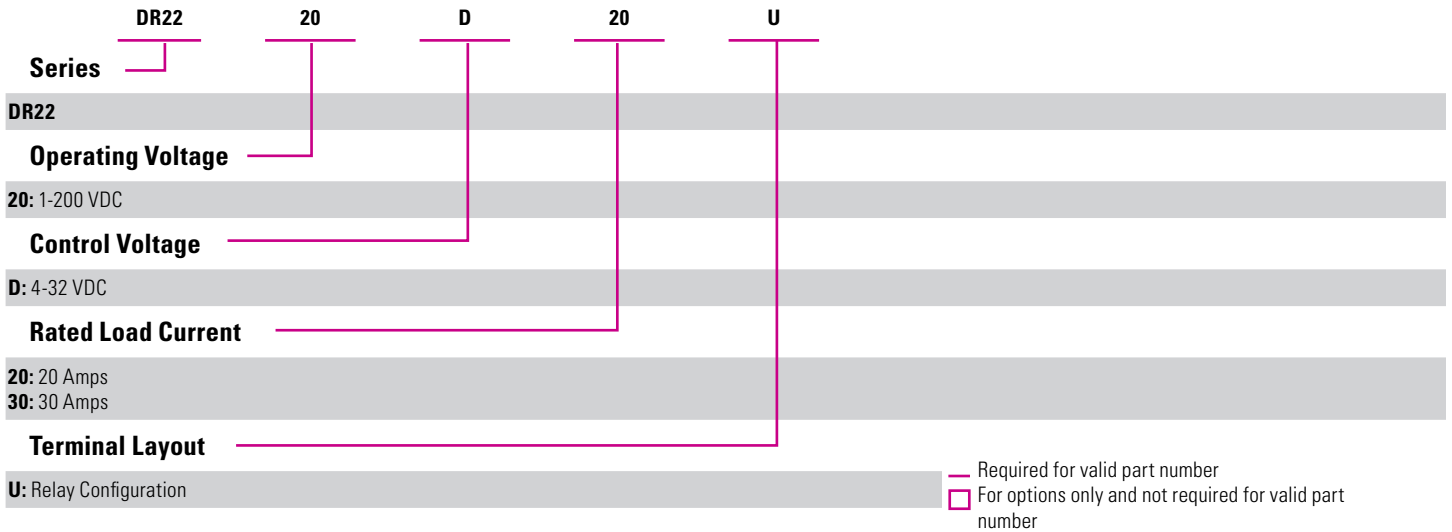 DR22 20 D 20 U
Series
DR22
Operating Voltage
20: 1-200 VDC
Control Voltage
D: 4-32 VDC
Rated Load Current
20: 20 Amps
30: 30 Amps
Terminal Layout
U: Relay Configuration
Required for valid part number
For options only and not required for valid part
number